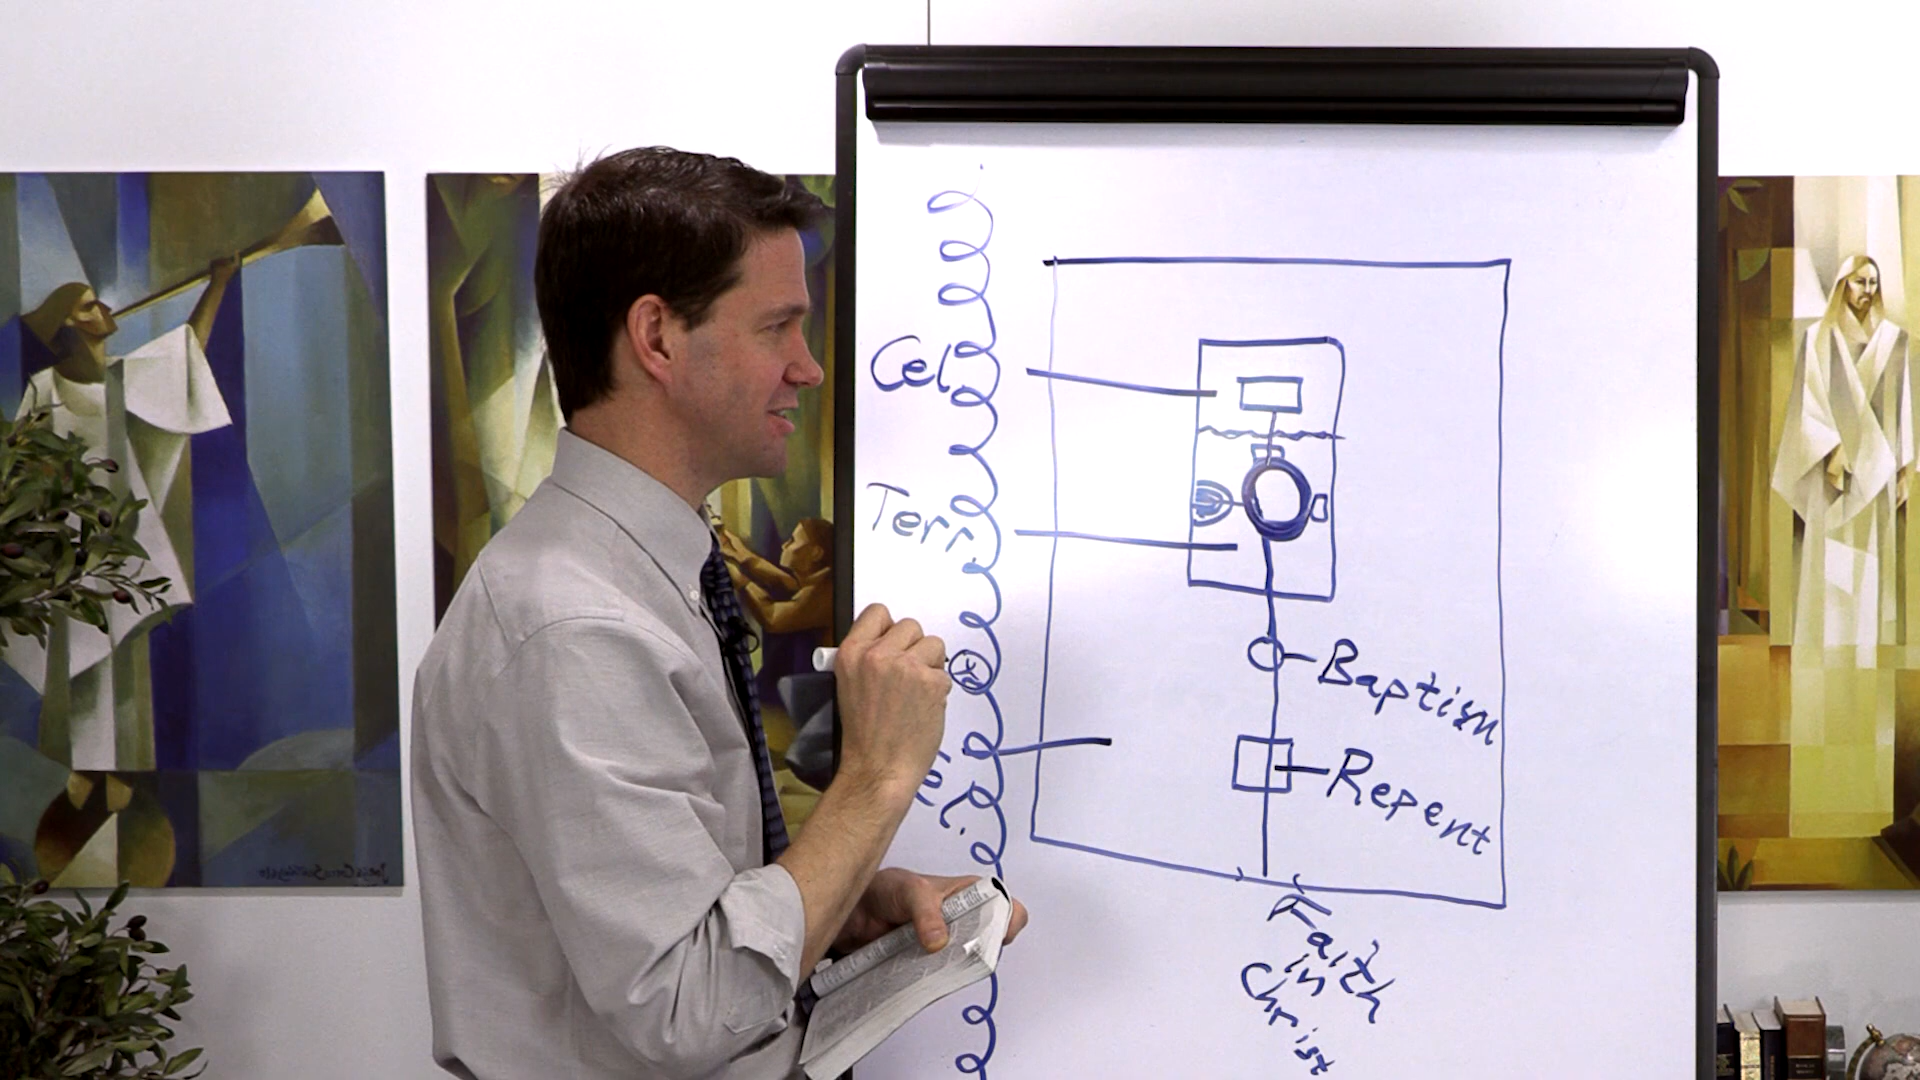 Cel
Terr.
Baptism
Repent
Faith
in
Christ